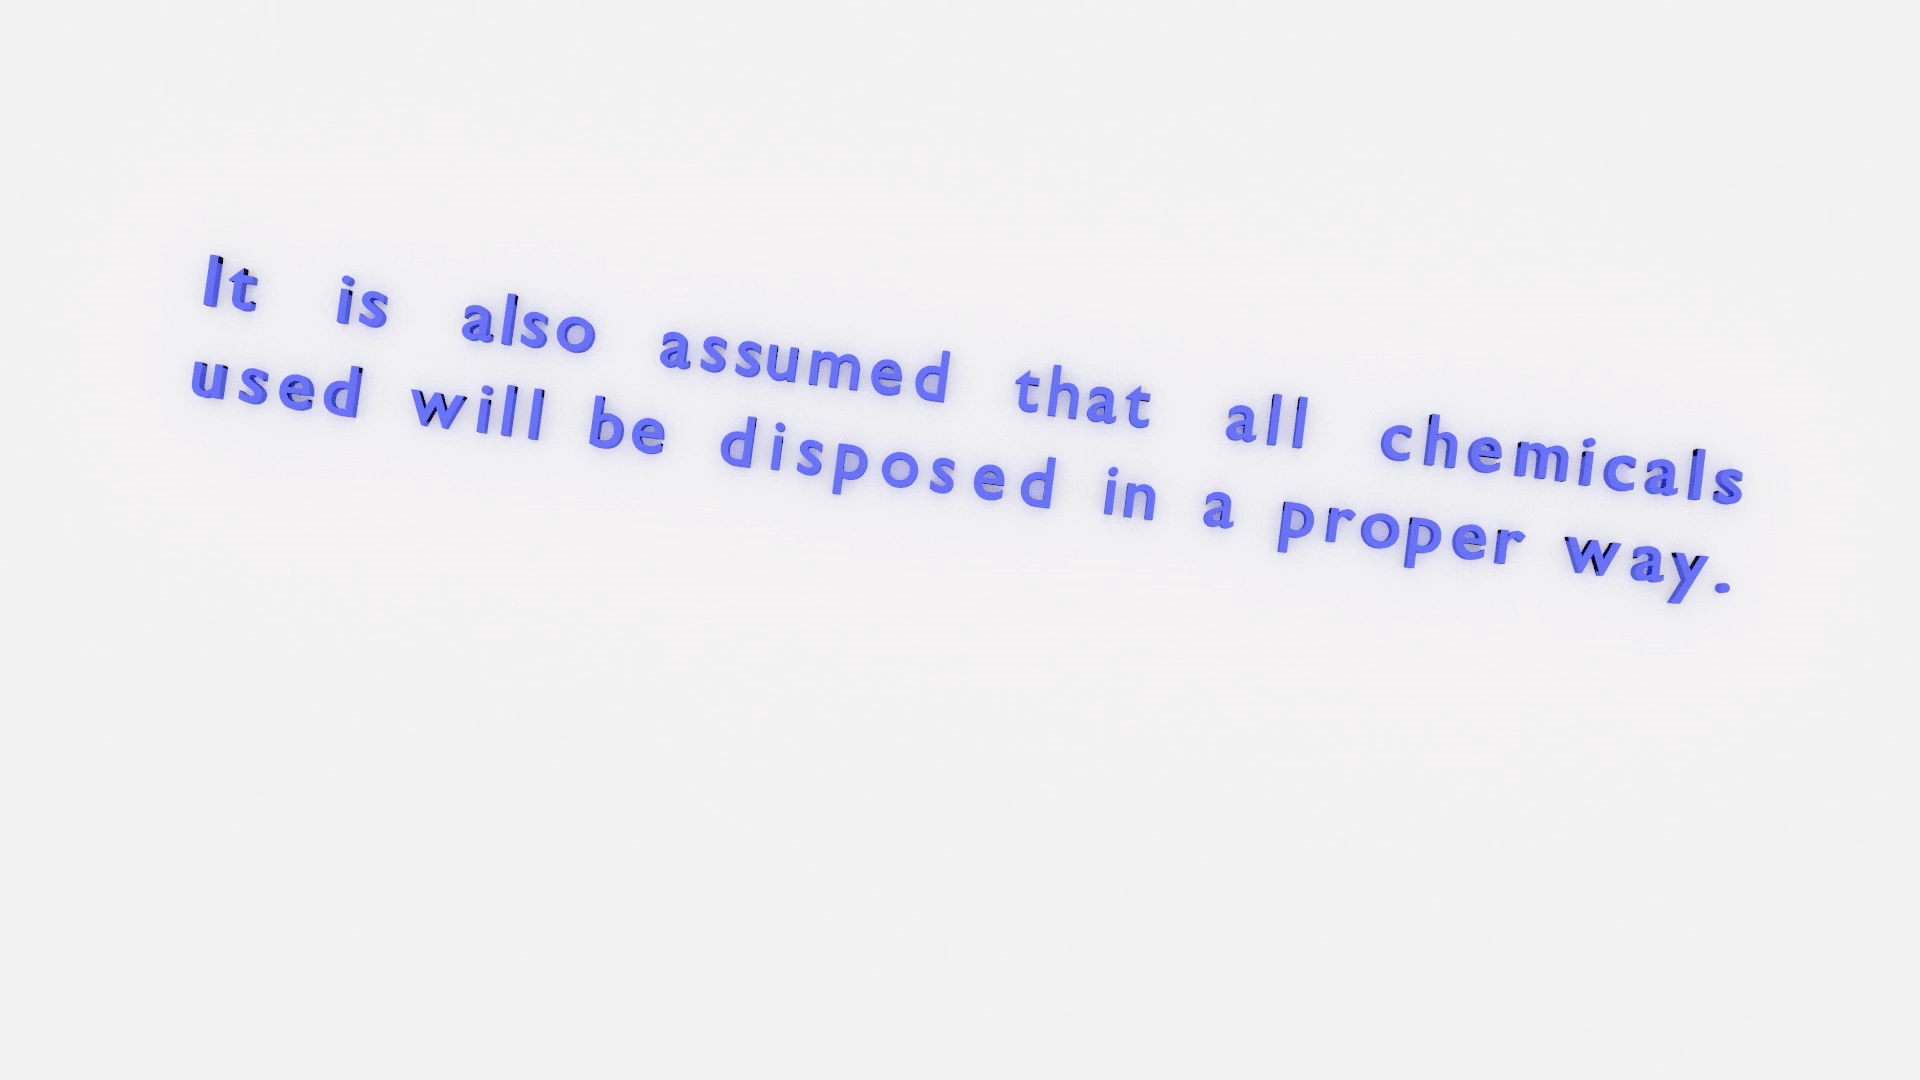 It is also assumed that all chemicals
used will be disposed in a proper way.